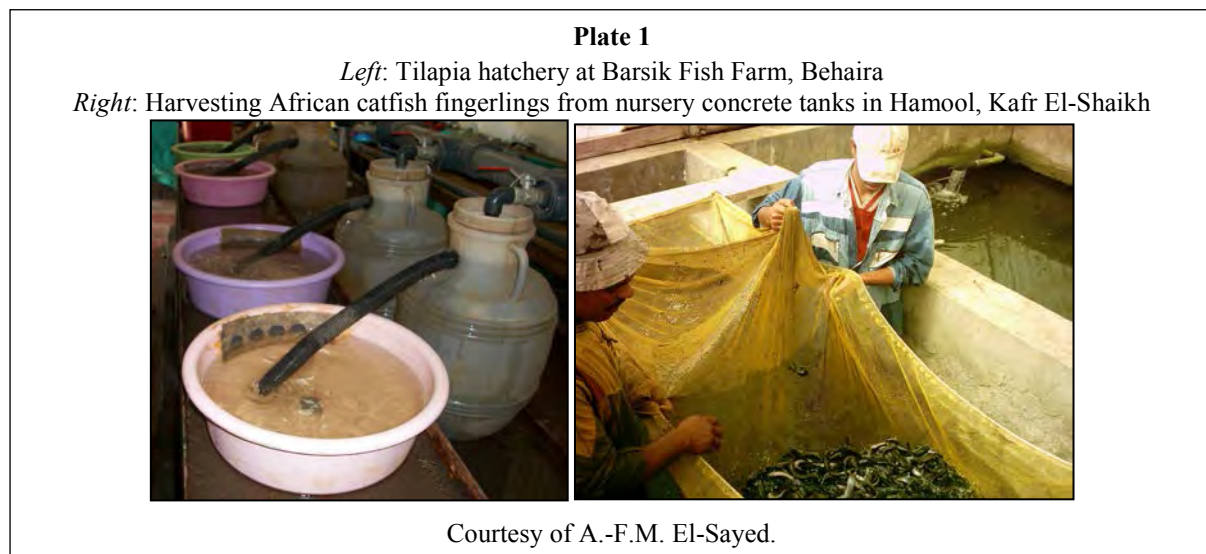 Plate 1
Left: Tilapia hatchery at Barsik Fish Farm, Behaira
Right: Harvesting African catfish fingerlings from nursery concrete tanks in Hamool, Kafr El-Shaikh
Courtesy of A.-F.M. El-Sayed.